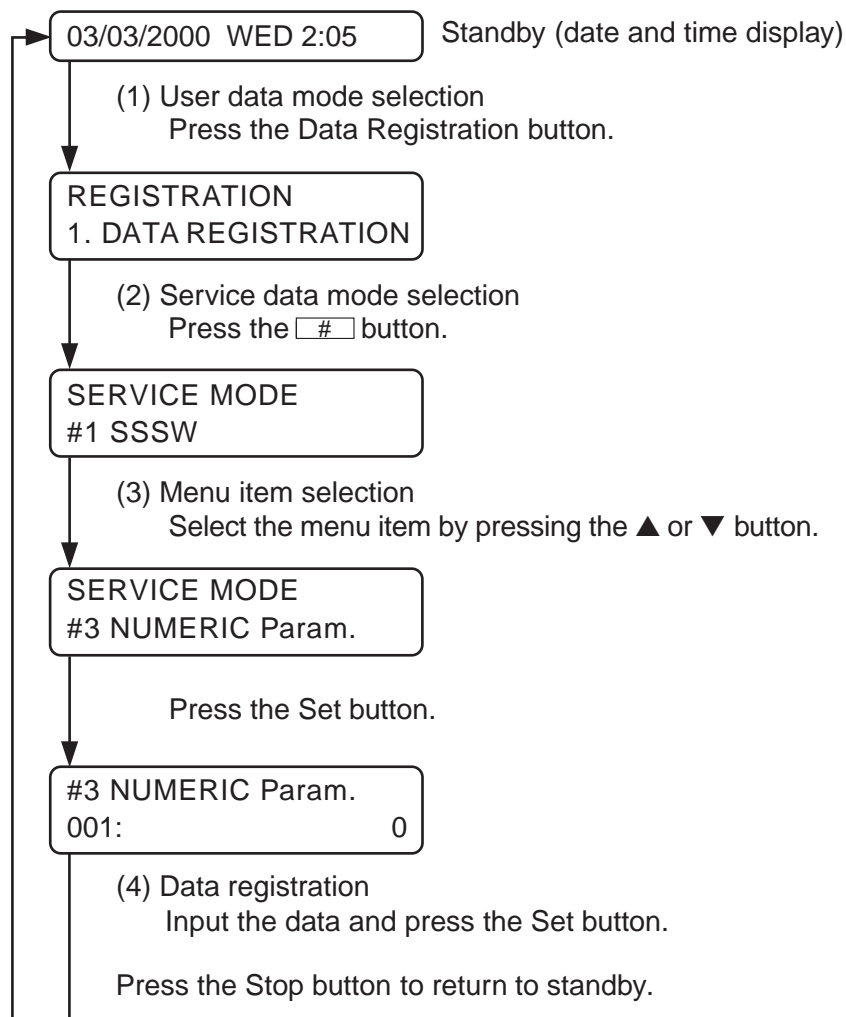 03/03/2000 WED 2:05
Standby (date and time display)
(1) User data mode selection
Press the Data Registration button.
REGISTRATION
1. DATA REGISTRATION
(2) Service data mode selection
Press the # button.
SERVICE MODE
#1 SSSW
(3) Menu item selection
Select the menu item by pressing the ▲ or ▼ button.
SERVICE MODE
#3 NUMERIC Param.
Press the Set button.
#3 NUMERIC Param.
001: 0
(4) Data registration
Input the data and press the Set button.
Press the Stop button to return to standby.